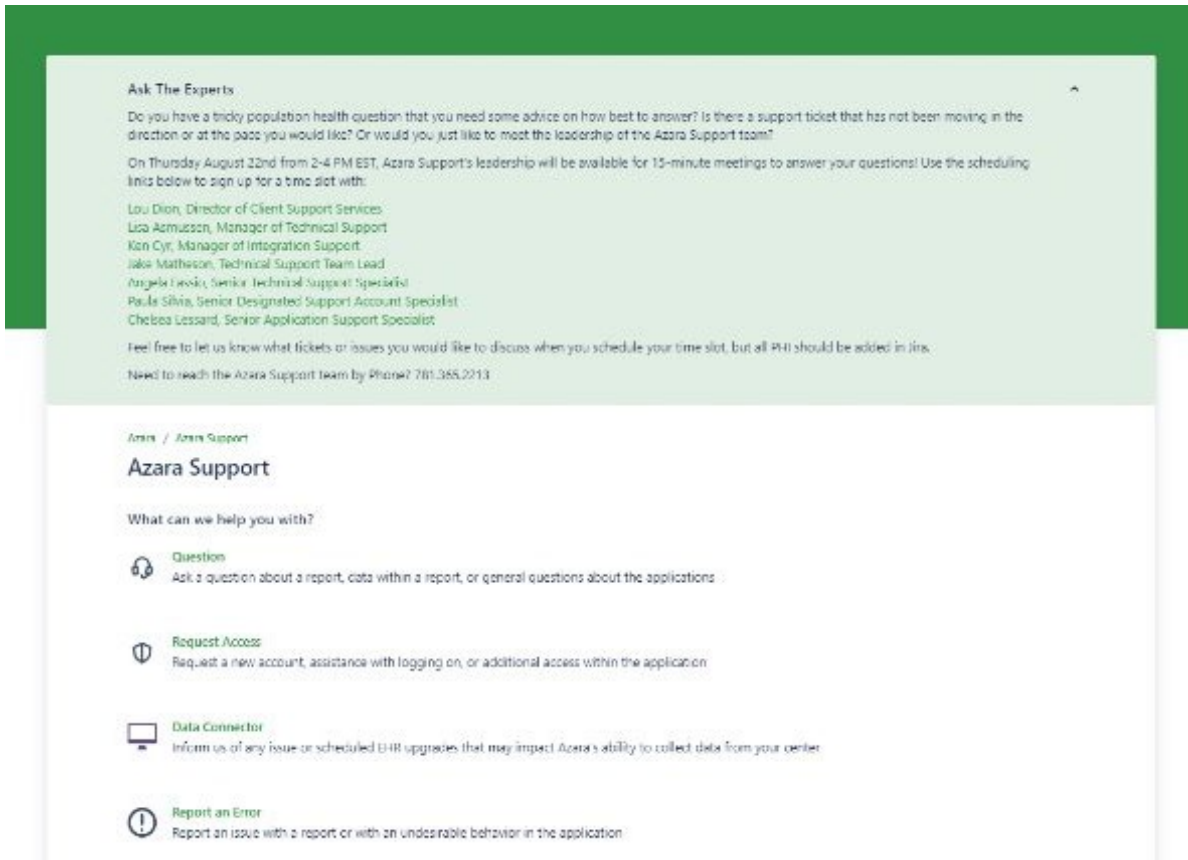 Ask The Experts
Do you have a tricky population health question that you need some advice on how best to answer? Is there a support ticket that has not been moving in the
direction or at the pace you would like? Or would you just like to meet the leadership of the Azara Support team?
On Thursday August 22nd from 2-4 PM EST, Azara Support's leadership will be available for 15-minute meetings to answer your questions! Use the scheduling
links below to sign up for a time slot with:
Lou Dion, Director of Client Support Services
Lisa Asmussen, Manager of Technical Support
Ken Cyr, Manager of Integration Support
Jake Matheson, Technical Support Team Lead
Angela Senior Technical Support Specialist
Paula Silvia, Senior Designated Support Account Specialist
Chelsea Lessard, Senior Application Support Specialist
Feel free to let us know what tickets or issues you would like to discuss when you schedule your time slot, but all PHI should be added in Jira.
Need to reach the Azara Support team by Phone? 781.365.2213
Azara / Azara Support
Azara Support
What can we help you with?
Question
Ask a question about a report, data within a report, or general questions about the applications
Request Access
Request a new account, assistance with logging on, or additional access within the application
Data Connector
Inform us of any issue or scheduled EHR upgrades that may impact Azara's ability to collect data from your center
Report an Error
Report an issue with a report or with an undesirable behavior in the application